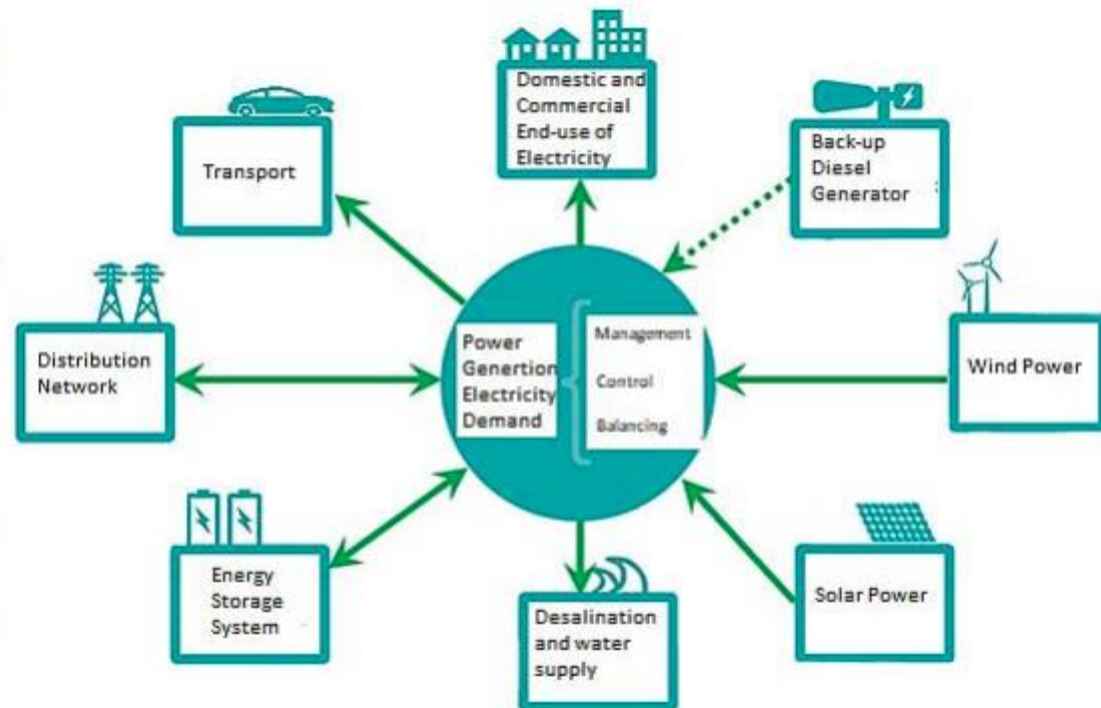 Domestic and
Commercial
End-use of
Electricity
Back-up
Diesel
Generator
Transport
Distribution
Network
Power
Genertion
Electricity
Demand
Management
Control
Balancing
Wind Power
Energy
Storage
System
Desalination
and water
supply
Solar Power